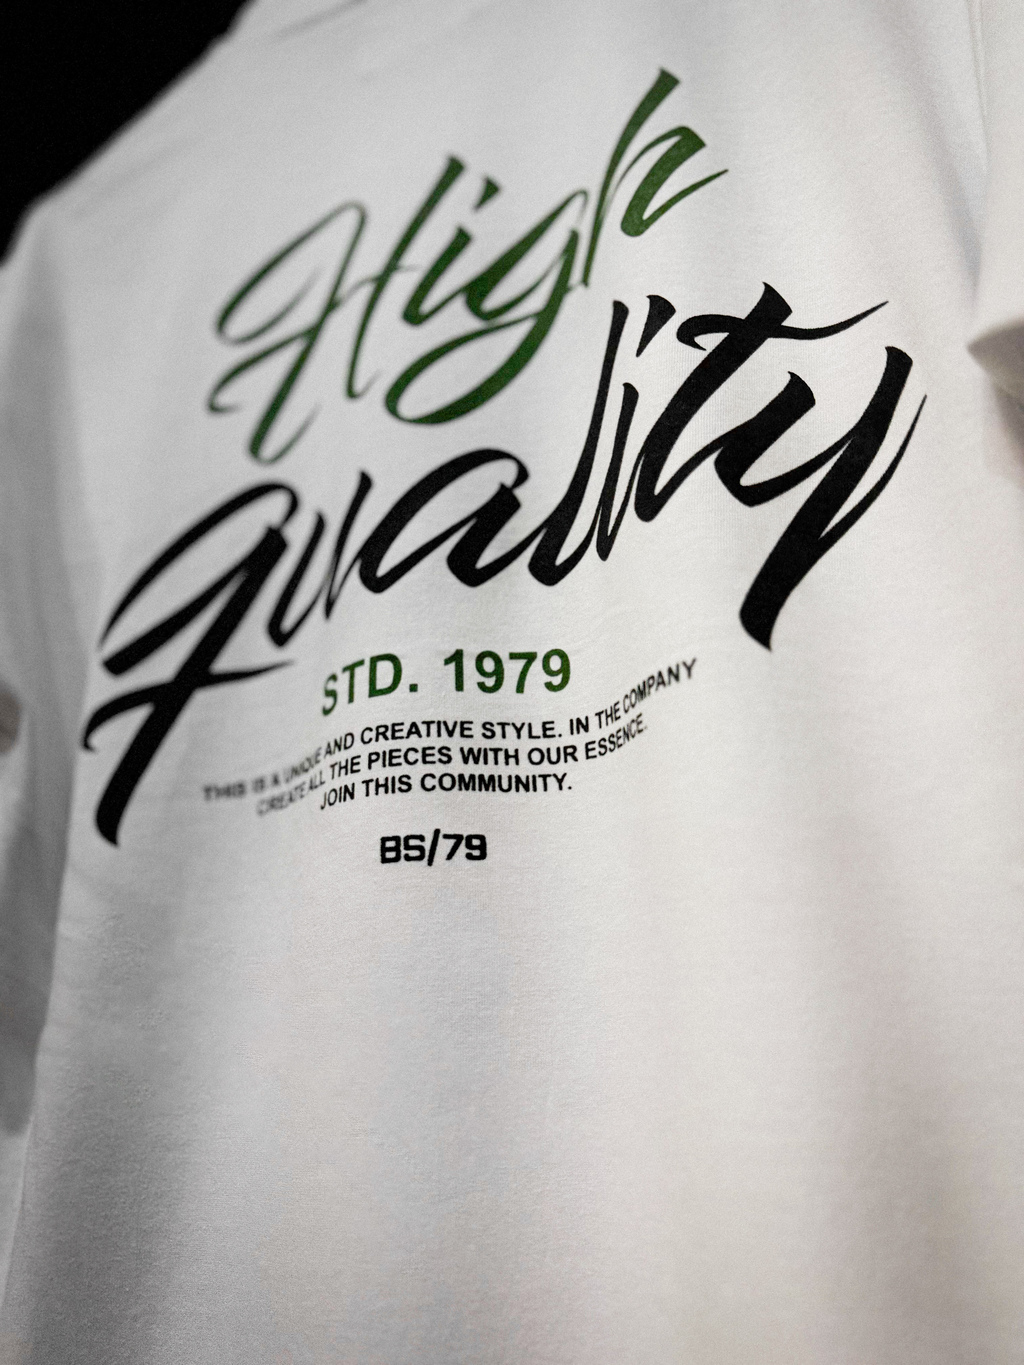 High
quality
STD. 1979
THIS IS A UNIQUE AND CREATIVE STYLE. IN THE COMPANY
CREATE ALL THE PIECES WITH OUR ESSENCE.
JOIN THIS COMMUNITY.
BS/79